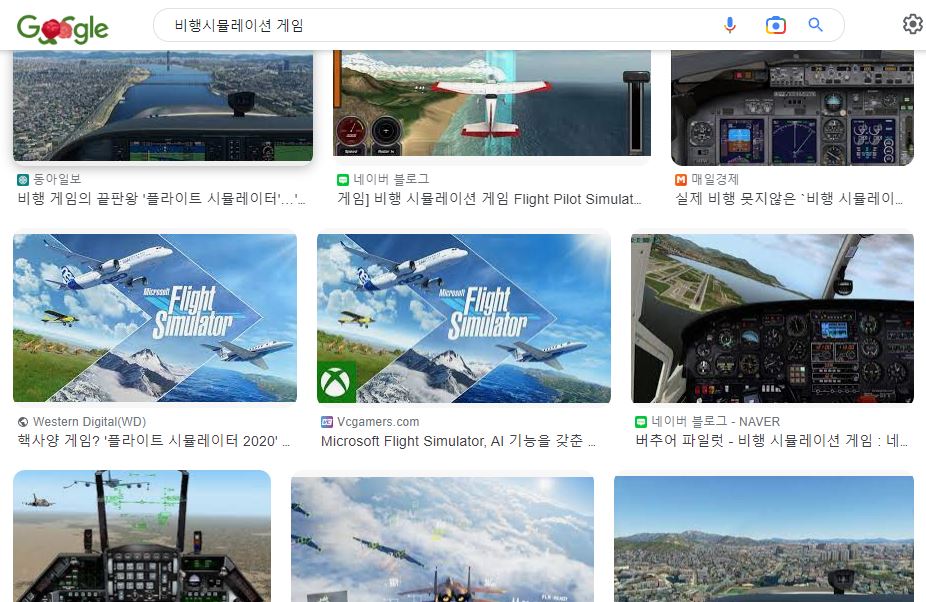 Google
비행시뮬레이션 게임
동아일보
비행 게임의 끝판왕 '플라이트 시뮬레이터'…'...
네이버 블로그
게임] 비행 시뮬레이션 게임 Flight Pilot Simulat...
매일경제
실제 비행 못지않은 `비행 시뮬레이...
Microsoft
Flight
Simulator
Microsoft
Flight
Simulator
Western Digital(WD)
핵사양 게임? '플라이트 시뮬레이터 2020' ...
Vcgamers.com
Microsoft Flight Simulator, AI 기능을 갖춘 ...
네이버 블로그 - NAVER
버추어 파일럿 - 비행 시뮬레이션 게임 : 네...